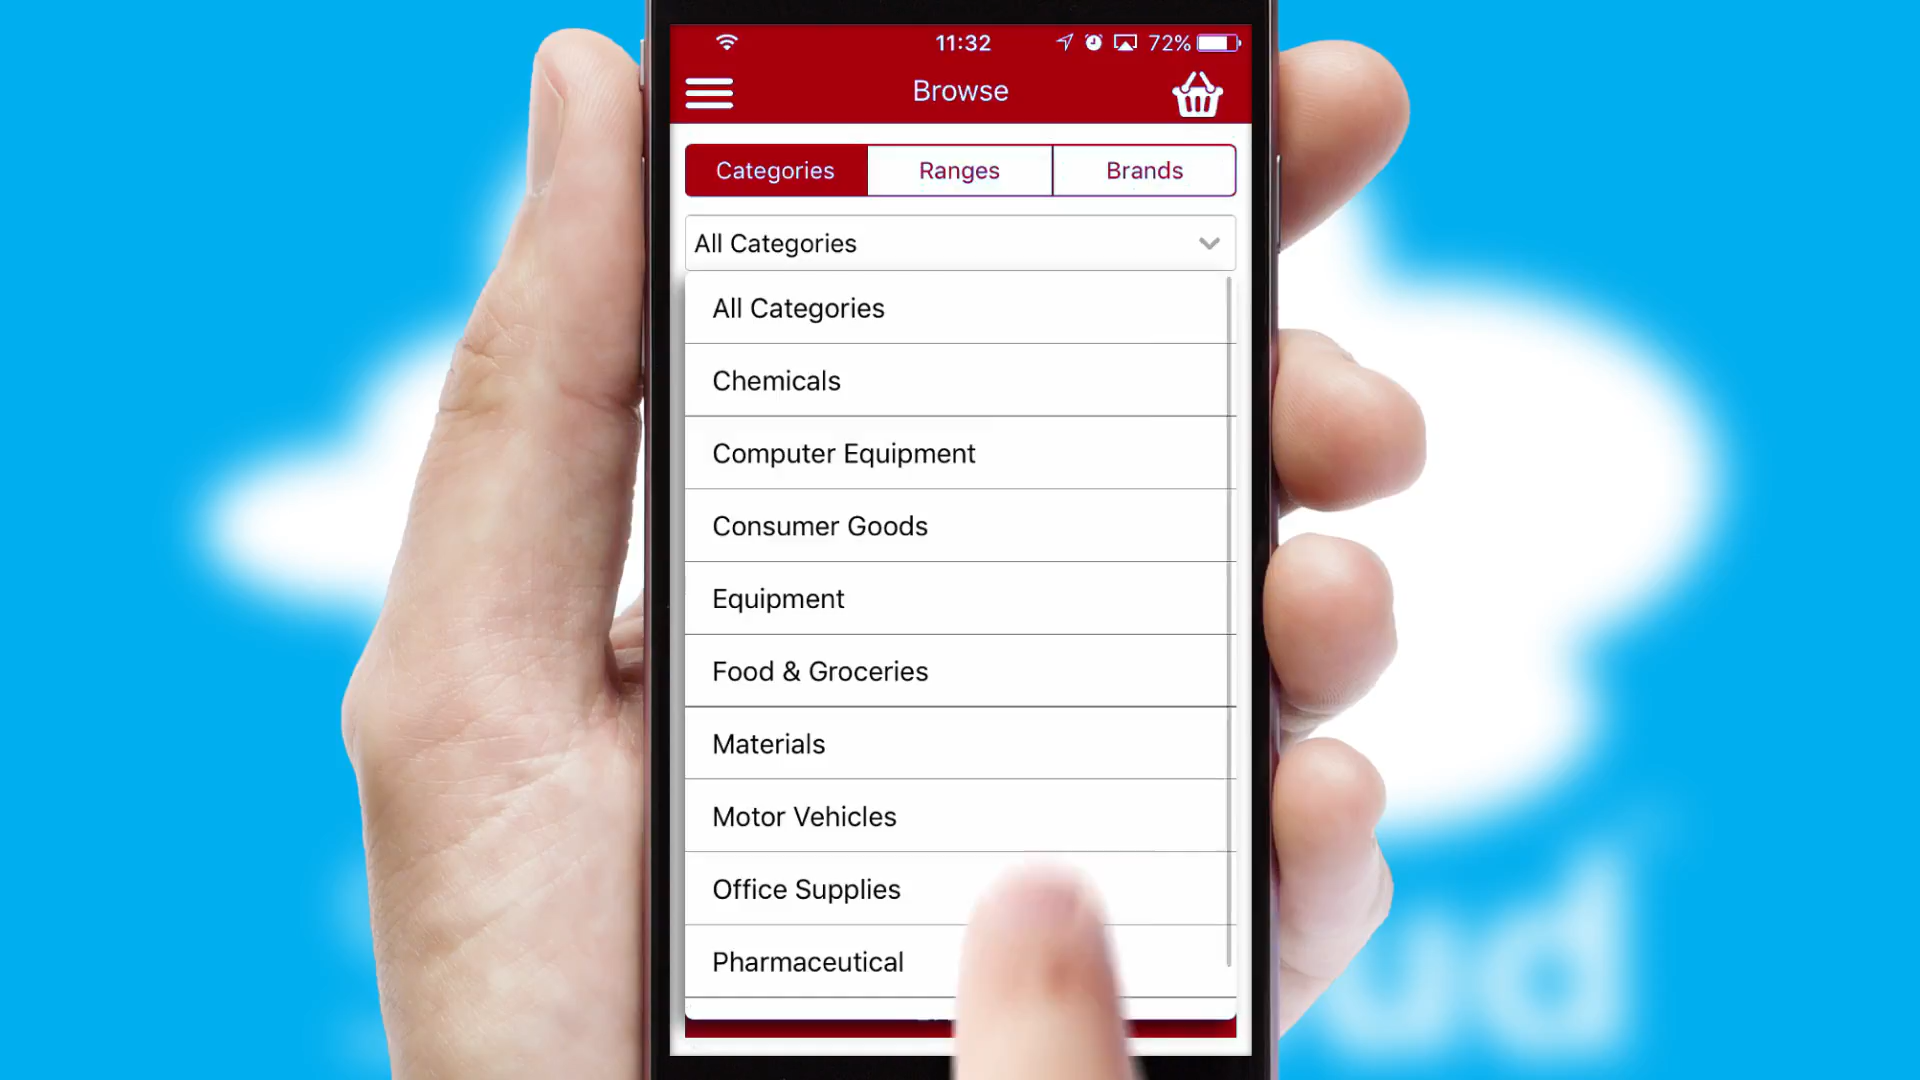 11:32
72%
Browse
Categories
Ranges
Brands
All Categories
All Categories
Chemicals
Computer Equipment
Consumer Goods
Equipment
Food & Groceries
Materials
Motor Vehicles
Office Supplies
Pharmaceutical